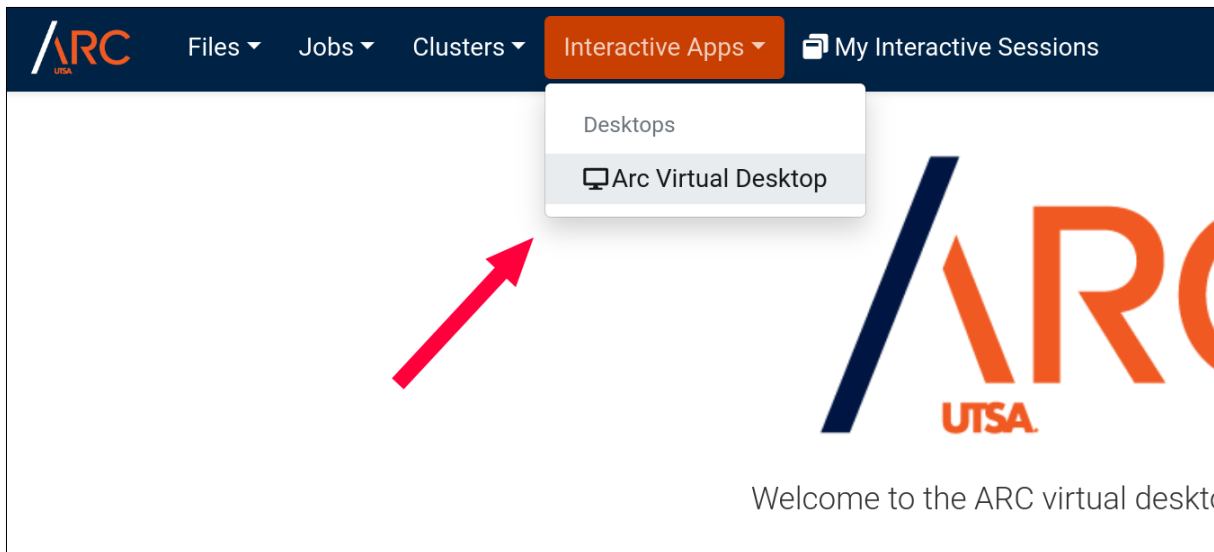 ARC
UTSA
Files
Jobs
Clusters
Interactive Apps
My Interactive Sessions
Desktops
Arc Virtual Desktop
ARC
UTSA.
Welcome to the ARC virtual